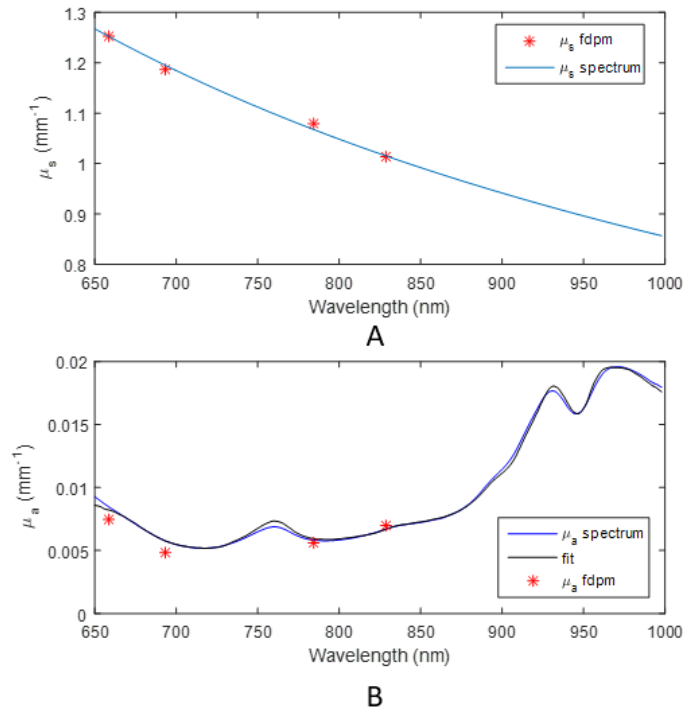 1.3
1.2
1.1
1
0.9
0.8
μs (mm-1)
μs fdpm
μs spectrum
650 700 750 800 850 900 950 1000
Wavelength (nm)
A
0.02
0.015
0.01
0.005
0
μa (mm-1)
μa spectrum
fit
μa fdpm
650 700 750 800 850 900 950 1000
Wavelength (nm)
B